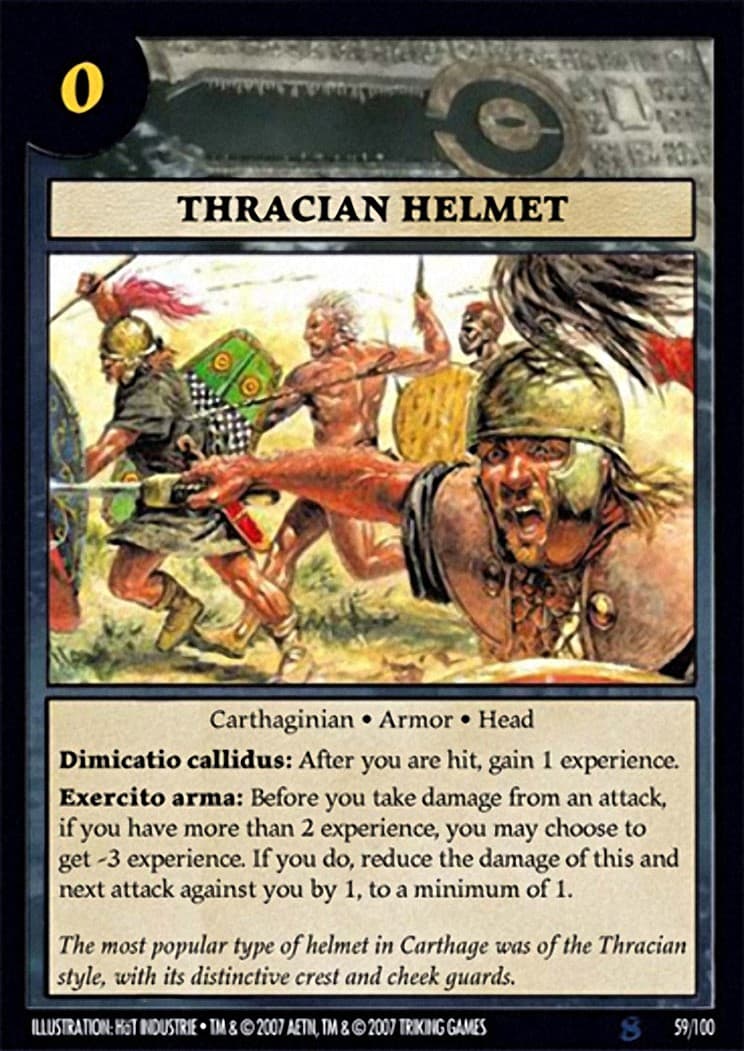 0
THRACIAN HELMET
Carthaginian • Armor • Head
Dimicatio callidus: After you are hit, gain 1 experience.
Exercito arma: Before you take damage from an attack,
if you have more than 2 experience, you may choose to
get -3 experience. If you do, reduce the damage of this and
next attack against you by 1, to a minimum of 1.
The most popular type of helmet in Carthage was of the Thracian
style, with its distinctive crest and cheek guards.
ILLUSTRATION: HöT INDUSTRIE • TM & © 2007 AETN, TM & © 2007 TRIKING GAMES 8 59/100